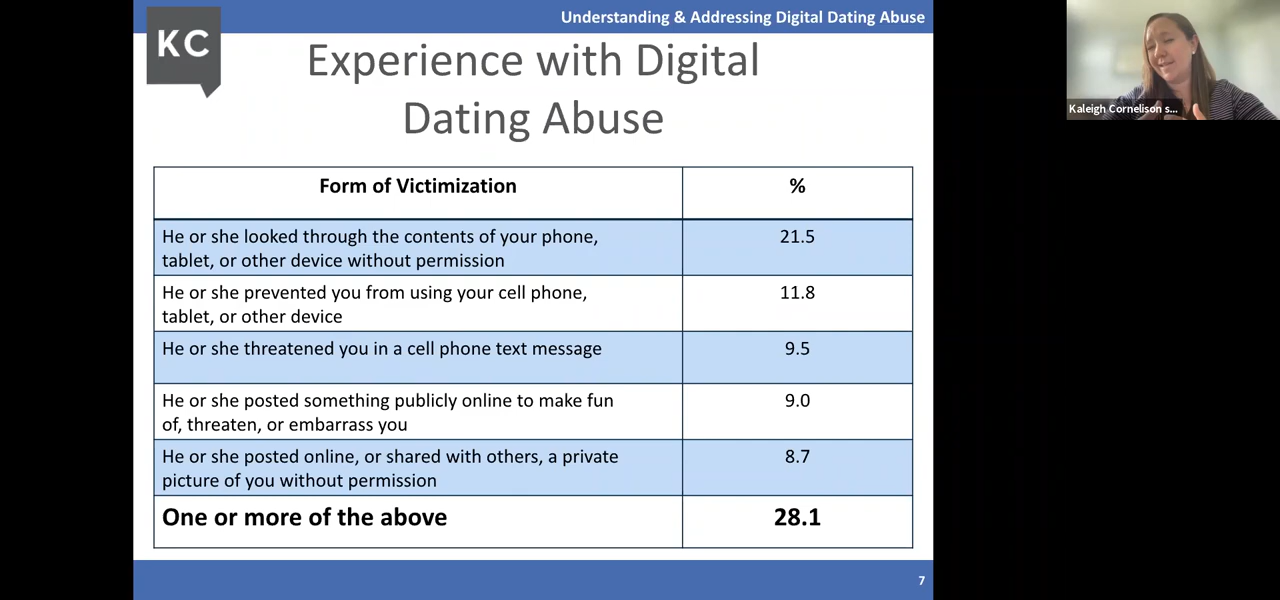 Understanding & Addressing Digital Dating Abuse
KC
Experience with Digital
Dating Abuse
Form of Victimization
%
He or she looked through the contents of your phone,
tablet, or other device without permission
21.5
He or she prevented you from using your cell phone,
tablet, or other device
11.8
He or she threatened you in a cell phone text message
9.5
He or she posted something publicly online to make fun
of, threaten, or embarrass you
9.0
He or she posted online, or shared with others, a private
picture of you without permission
8.7
One or more of the above
28.1
7
Kaleigh Cornelison s...